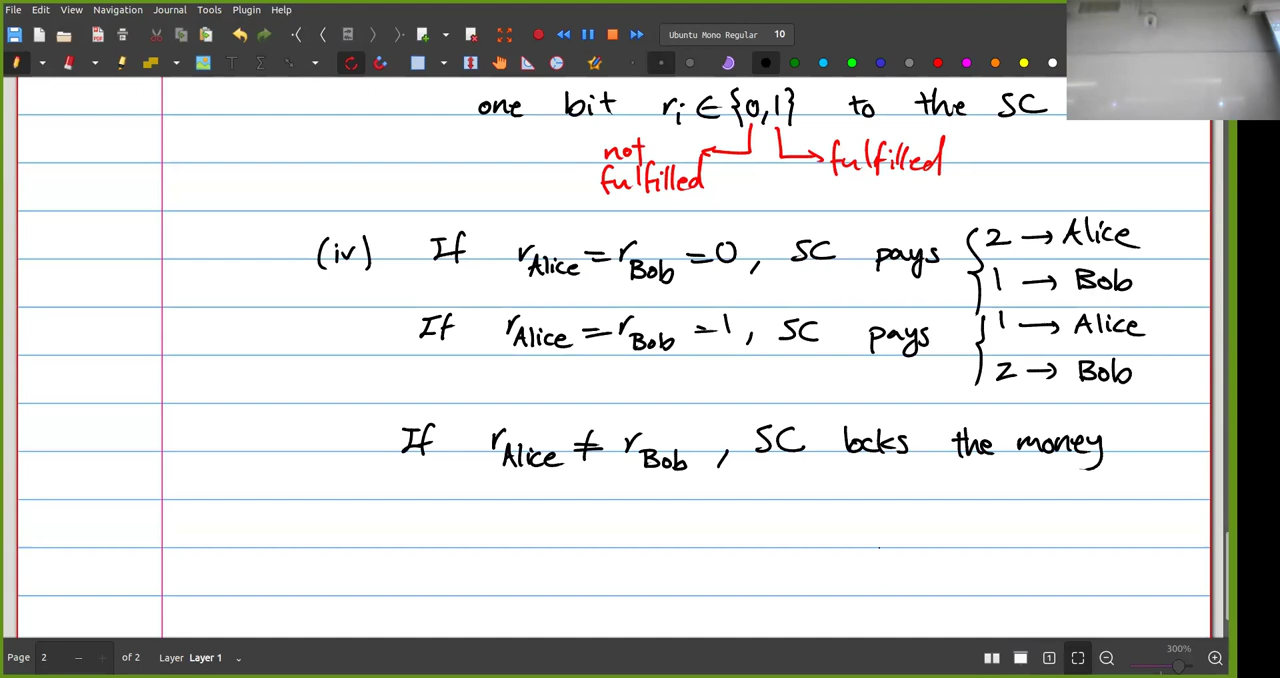 File Edit View Navigation Journal Tools Plugin Help
Ubuntu Mono Regular 10
one bit rᵢ ∈ {0,1} to the SC
not fulfilled
fulfilled
(iv) If r_Alice = r_Bob = 0, SC pays { 2 → Alice
1 → Bob
If r_Alice = r_Bob = 1, SC pays { 1 → Alice
2 → Bob
If r_Alice ≠ r_Bob, SC locks the money
Page 2 of 2 Layer Layer 1
300%